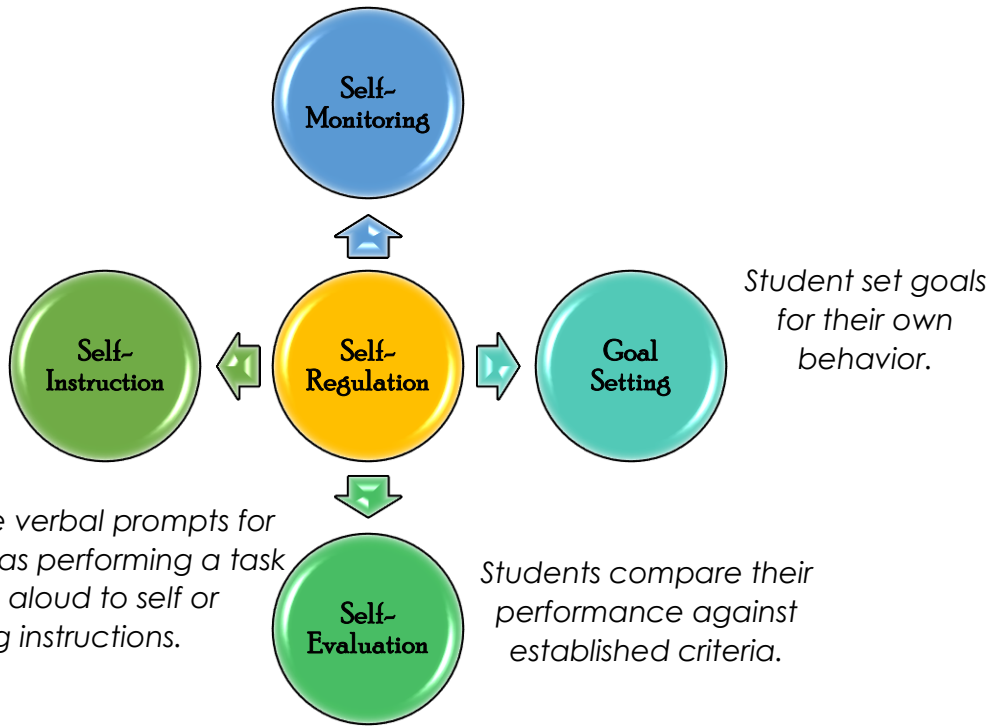 Self-
Monitoring
Student set goals
for their own
behavior.
Self-
Instruction
Self-
Regulation
Goal
Setting
verbal prompts for
as performing a task
aloud to self or
instructions.
Self-
Evaluation
Students compare their
performance against
established criteria.